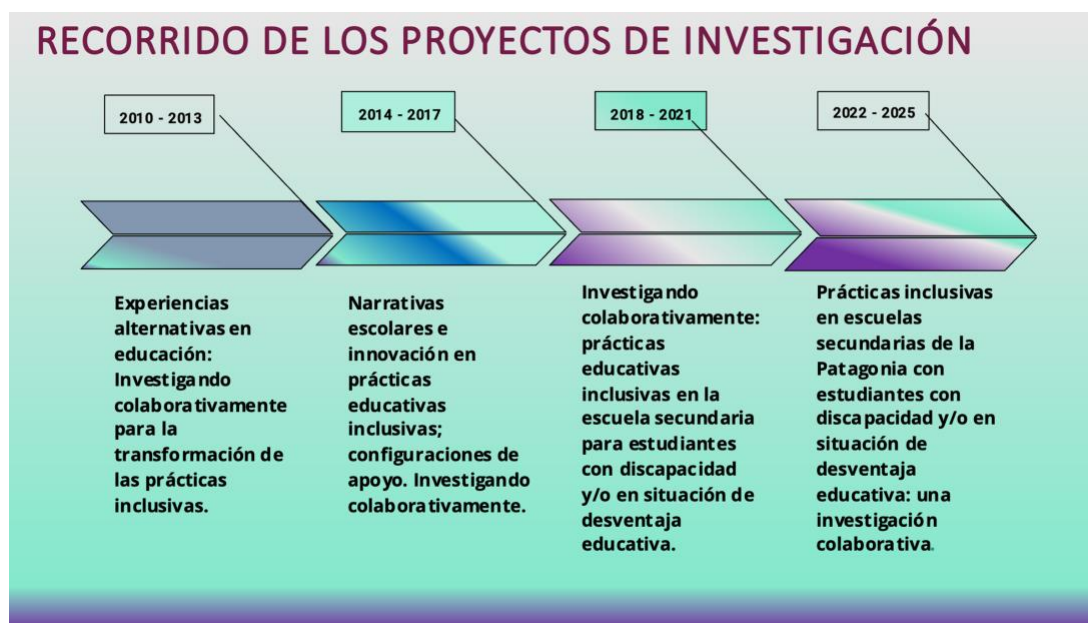 RECORRIDO DE LOS PROYECTOS DE INVESTIGACIÓN
2010 - 2013
Experiencias
alternativas en
educación:
Investigando
colaborativamente
para la
transformación de
las prácticas
inclusivas.
2014 - 2017
Narrativas
escolares e
innovación en
prácticas
educativas
inclusivas;
configuraciones de
apoyo. Investigando
colaborativamente.
2018 - 2021
Investigando
colaborativamente:
prácticas
educativas
inclusivas en la
escuela secundaria
para estudiantes
con discapacidad
y/o en situación de
desventaja
educativa.
2022 - 2025
Prácticas inclusivas
en escuelas
secundarias de la
Patagonia con
estudiantes con
discapacidad y/o en
situación de
desventaja
educativa: una
investigación
colaborativa.